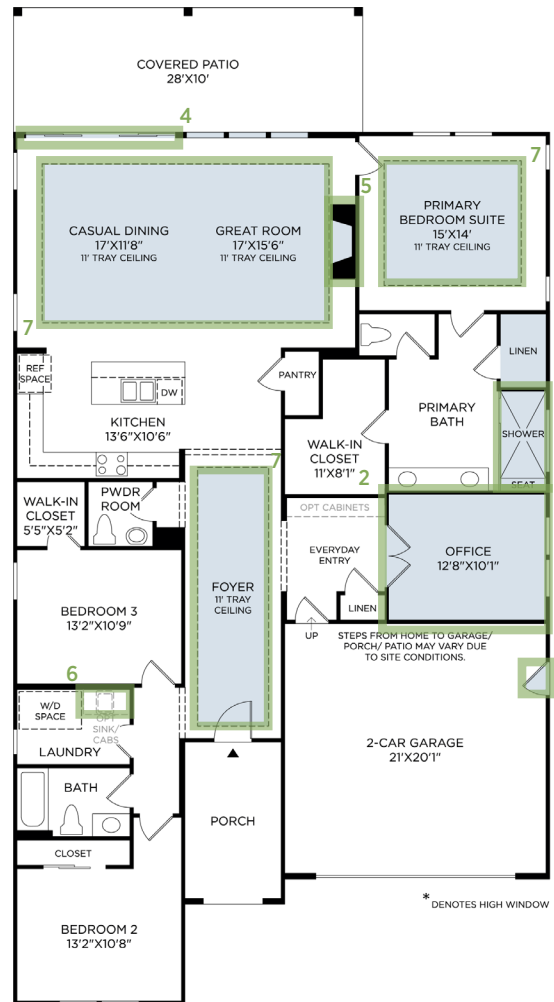 COVERED PATIO
28'X10'
4
7
5
CASUAL DINING
17'X11'8"
11' TRAY CEILING
GREAT ROOM
17'X15'6"
11' TRAY CEILING
PRIMARY
BEDROOM SUITE
15'X14'
11' TRAY CEILING
7
REF
SPACE
DW
PANTRY
LINEN
KITCHEN
13'6"X10'6"
PRIMARY
BATH
SHOWER
SEAT
WALK-IN
CLOSET
11'X8'1"
7
2
WALK-IN
CLOSET
5'5"X5'2"
PWDR
ROOM
OPT CABINETS
EVERYDAY
ENTRY
OFFICE
12'8"X10'1"
FOYER
11' TRAY
CEILING
BEDROOM 3
13'2"X10'9"
LINEN
UP
STEPS FROM HOME TO GARAGE/
PORCH/ PATIO MAY VARY DUE
TO SITE CONDITIONS.
6
W/D
SPACE
OPT
SINK/
CABS
LAUNDRY
2-CAR GARAGE
21'X20'1"
BATH
PORCH
CLOSET
* DENOTES HIGH WINDOW
BEDROOM 2
13'2"X10'8"